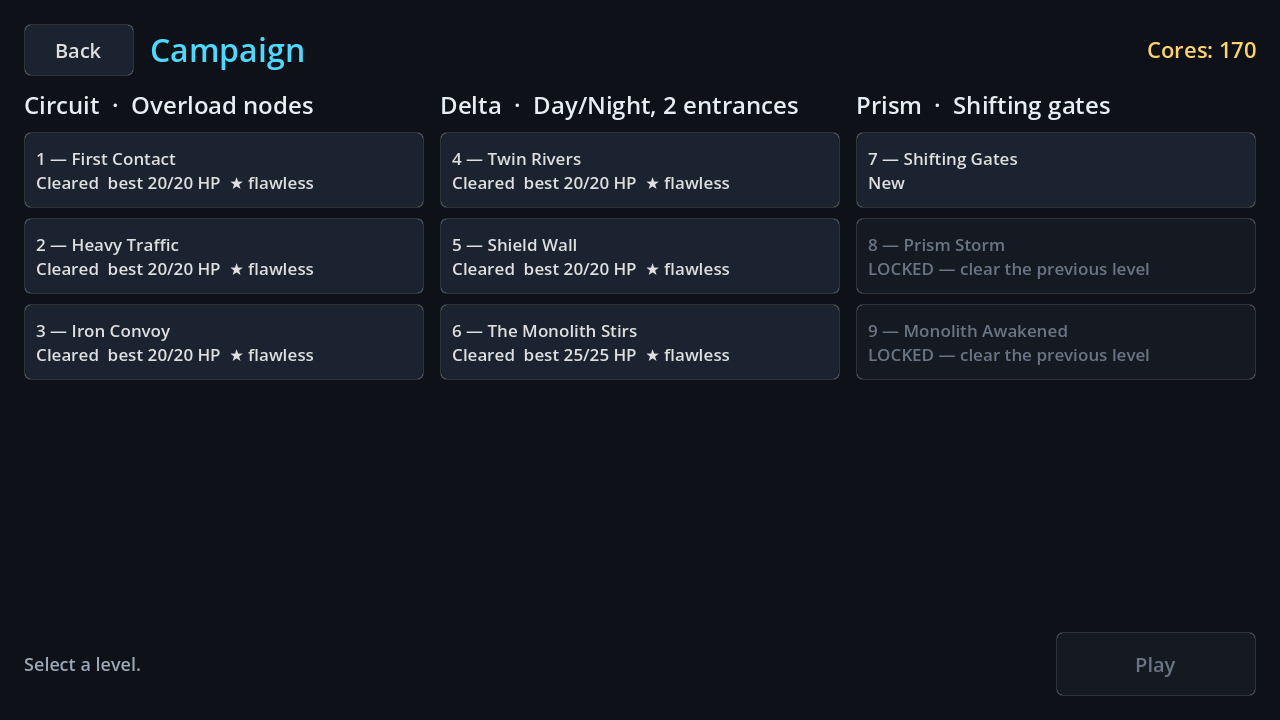 Back
Campaign
Cores: 170
Circuit · Overload nodes
1 — First Contact
Cleared best 20/20 HP ★ flawless
2 — Heavy Traffic
Cleared best 20/20 HP ★ flawless
3 — Iron Convoy
Cleared best 20/20 HP ★ flawless
Delta · Day/Night, 2 entrances
4 — Twin Rivers
Cleared best 20/20 HP ★ flawless
5 — Shield Wall
Cleared best 20/20 HP ★ flawless
6 — The Monolith Stirs
Cleared best 25/25 HP ★ flawless
Prism · Shifting gates
7 — Shifting Gates
New
8 — Prism Storm
LOCKED — clear the previous level
9 — Monolith Awakened
LOCKED — clear the previous level
Select a level.
Play